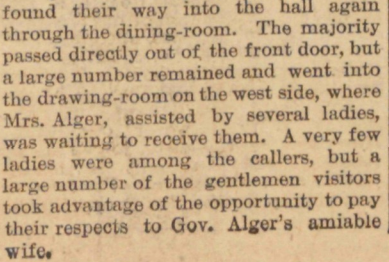 found their way into the hall again
through the dining-room. The majority
passed directly out of the front door, but
a large number remained and went into
the drawing-room on the west side, where
Mrs. Alger, assisted by several ladies,
was waiting to receive them. A very few
ladies were among the callers, but a
large number of the gentlemen visitors
took advantage of the opportunity to pay
their respects to Gov. Alger's amiable
wife.